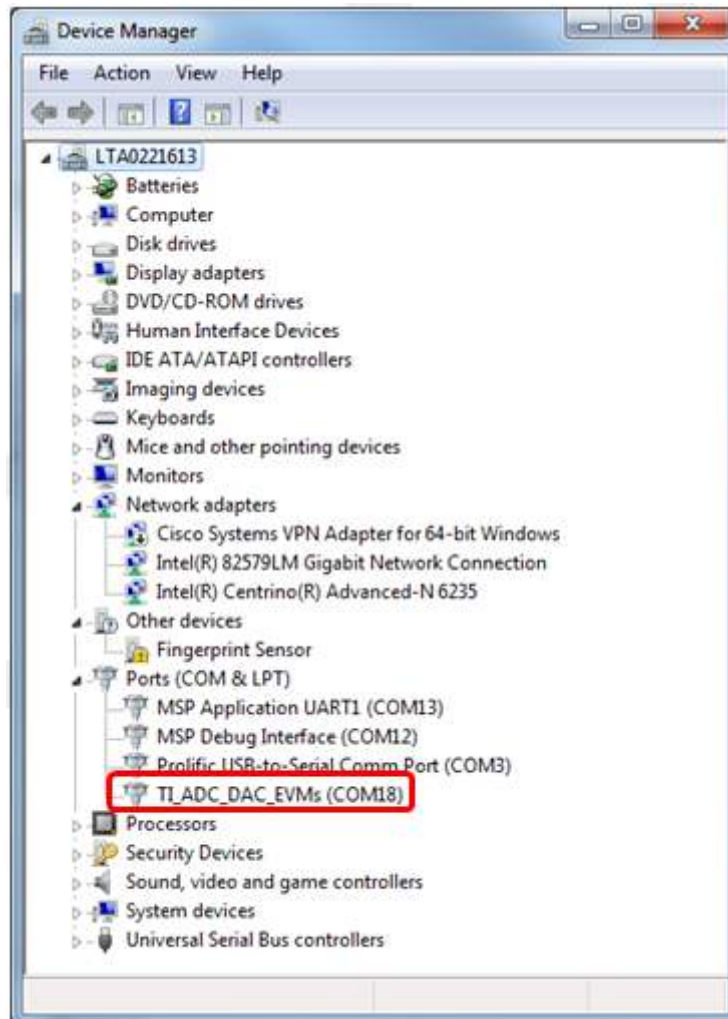 Device Manager
File Action View Help
LTA0221613
Batteries
Computer
Disk drives
Display adapters
DVD/CD-ROM drives
Human Interface Devices
IDE ATA/ATAPI controllers
Imaging devices
Keyboards
Mice and other pointing devices
Monitors
Network adapters
Cisco Systems VPN Adapter for 64-bit Windows
Intel(R) 82579LM Gigabit Network Connection
Intel(R) Centrino(R) Advanced-N 6235
Other devices
Fingerprint Sensor
Ports (COM & LPT)
MSP Application UART1 (COM13)
MSP Debug Interface (COM12)
Prolific USB-to-Serial Comm Port (COM3)
TI_ADC_DAC_EVMs (COM18)
Processors
Security Devices
Sound, video and game controllers
System devices
Universal Serial Bus controllers